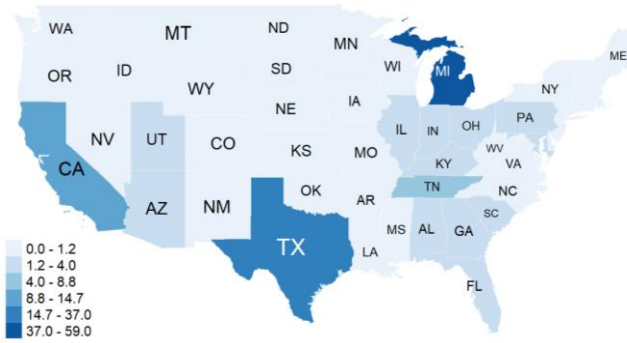 WA
MT
ND
MN
ME
OR
ID
SD
WI
MI
NY
WY
IA
NE
PA
NV
UT
CO
IL
IN
OH
WV
CA
KS
MO
KY
VA
AZ
NM
OK
AR
TN
NC
TX
MS
AL
GA
SC
LA
FL
0.0 - 1.2
1.2 - 4.0
4.0 - 8.8
8.8 - 14.7
14.7 - 37.0
37.0 - 59.0